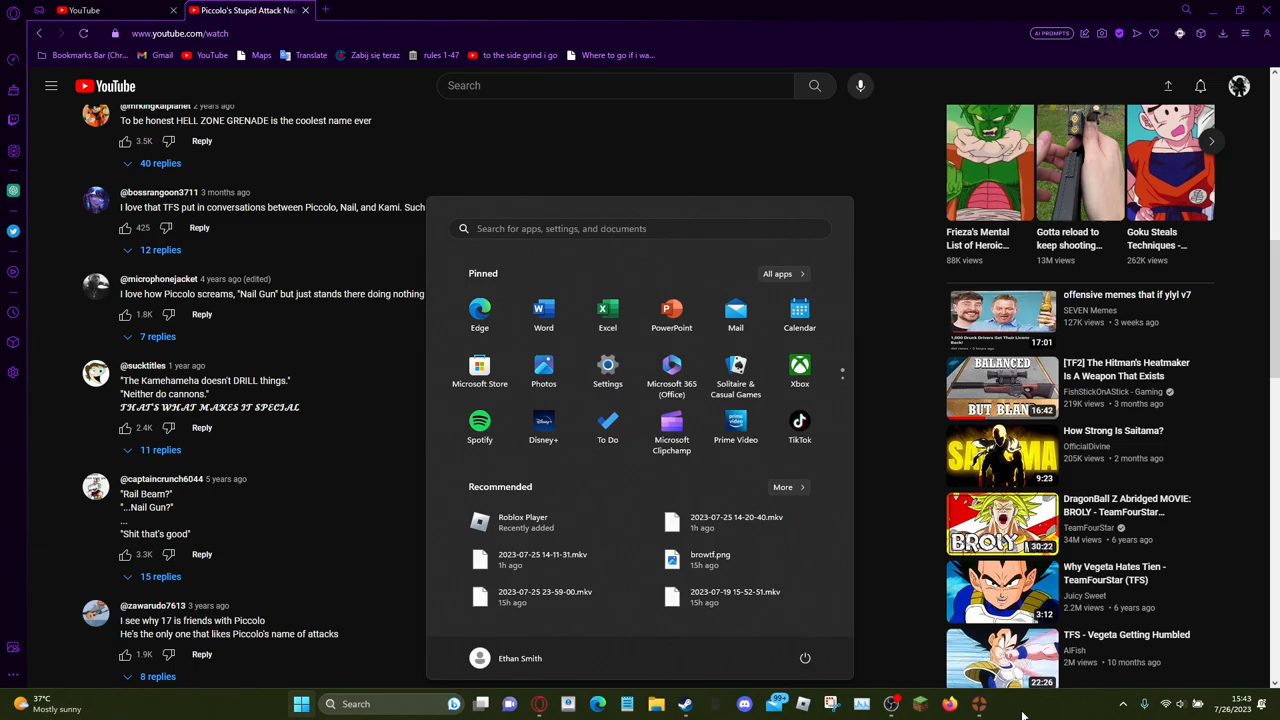 YouTube
Piccolo's Stupid Attack Na
www.youtube.com/watch
AI PROMPTS
Bookmarks Bar (Chr...
Gmail
YouTube
Maps
Translate
Zabij się teraz
rules 1-47
to the side grind i go
Where to go if i wa...
YouTube
Search
@mrkingkaiplanet 2 years ago
To be honest HELL ZONE GRENADE is the coolest name ever
3.5K Reply
40 replies
@bossrangoon3711 3 months ago
I love that TFS put in conversations between Piccolo, Nail, and Kami. Such
425 Reply
12 replies
@microphonejacket 4 years ago (edited)
I love how Piccolo screams, "Nail Gun" but just stands there doing nothing
1.8K Reply
7 replies
@sucktitles 1 year ago
"The Kamehameha doesn't DRILL things."
"Neither do cannons."
𝓣𝓗𝓐𝓣'𝓢 𝓦𝓗𝓐𝓣 𝓜𝓐𝓚𝓔𝓢 𝓘𝓣 𝓢𝓟𝓔𝓒𝓘𝓐𝓛
2.4K Reply
11 replies
@captaincrunch6044 5 years ago
"Rail Beam?"
"...Nail Gun?"
...
"Shit that's good"
3.3K Reply
15 replies
@zawarudo7613 3 years ago
I see why 17 is friends with Piccolo
He's the only one that likes Piccolo's name of attacks
1.9K Reply
8 replies
Search for apps, settings, and documents
Pinned
All apps
Edge
Word
Excel
PowerPoint
Mail
Calendar
Microsoft Store
Photos
Settings
Microsoft 365
(Office)
Solitaire &
Casual Games
Xbox
Spotify
Disney+
To Do
Microsoft
Clipchamp
Prime Video
TikTok
Recommended
More
Roblox Player
Recently added
2023-07-25 14-20-40.mkv
1h ago
2023-07-25 14-11-31.mkv
1h ago
browtf.png
15h ago
2023-07-25 23-59-00.mkv
15h ago
2023-07-19 15-52-51.mkv
15h ago
Ethan Smith
Frieza's Mental
List of Heroic...
88K views
Gotta reload to
keep shooting...
13M views
Goku Steals
Techniques -...
262K views
1,000 Drunk Drivers Get Their License
Back!
17:01
offensive memes that if ylyl v7
SEVEN Memes
127K views • 3 weeks ago
BALANCED
BUT BLAN
16:42
[TF2] The Hitman's Heatmaker
Is A Weapon That Exists
FishStickOnAStick - Gaming
219K views • 3 months ago
9:23
How Strong Is Saitama?
OfficialDivine
205K views • 2 months ago
BROLY
30:22
DragonBall Z Abridged MOVIE:
BROLY - TeamFourStar...
TeamFourStar
34M views • 6 years ago
3:12
Why Vegeta Hates Tien -
TeamFourStar (TFS)
Juicy Sweet
2.2M views • 6 years ago
22:26
TFS - Vegeta Getting Humbled
AlFish
2M views • 10 months ago
37°C
Mostly sunny
Search
99+
15:43
7/26/2023